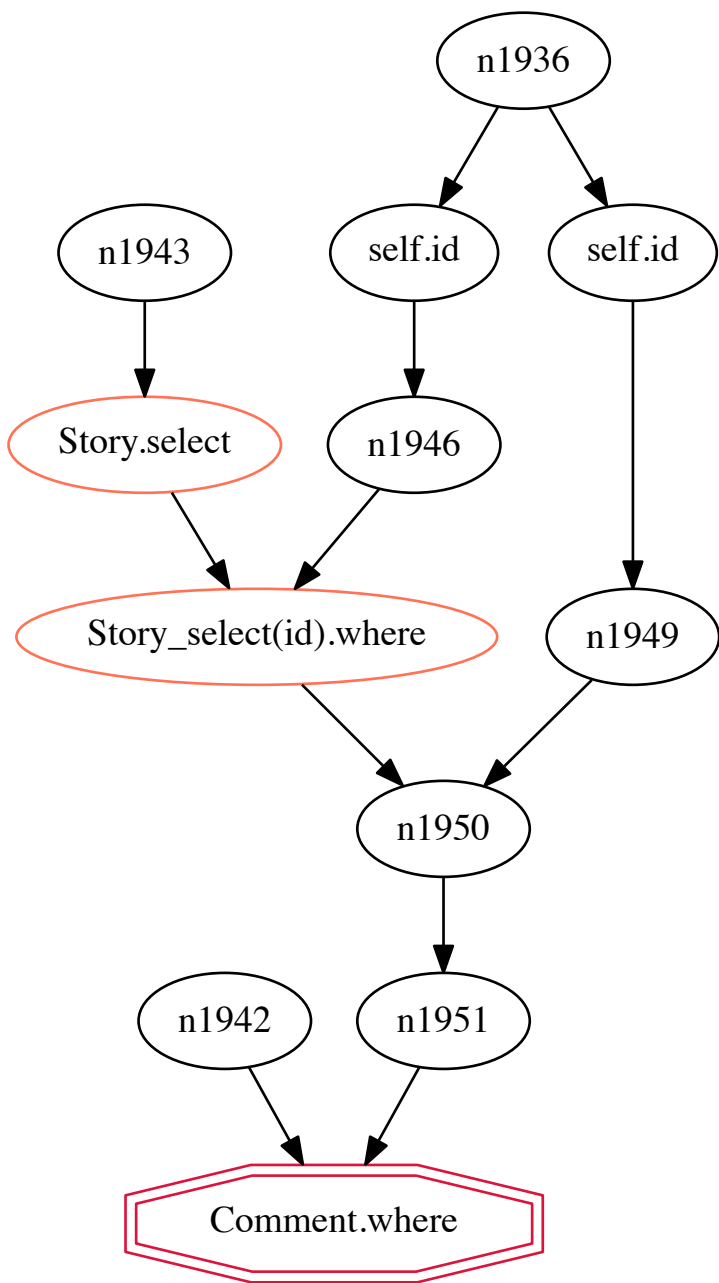 n1936
n1943
self.id
self.id
Story.select
n1946
Story_select(id).where
n1949
n1950
n1942
n1951
Comment.where